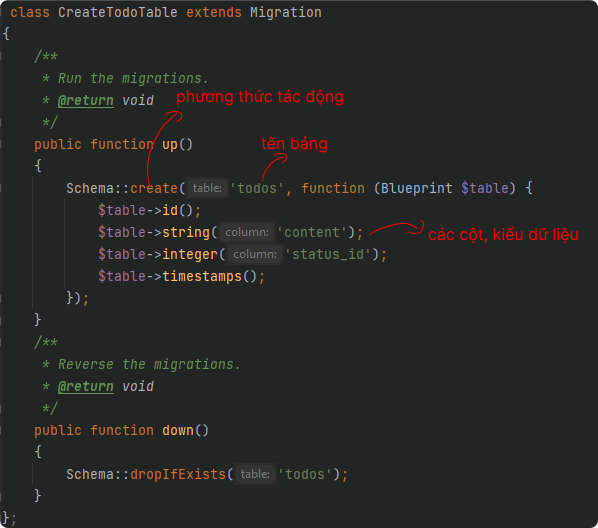 class CreateTodoTable extends Migration
{
/**
* Run the migrations.
* @return void
phương thức tác động
*/
public function up()
tên bảng
{
Schema::create( table: 'todos', function (Blueprint $table) {
$table->id();
$table->string( column: 'content');
các cột, kiểu dữ liệu
$table->integer( column: 'status_id');
$table->timestamps();
});
}
/**
* Reverse the migrations.
* @return void
*/
public function down()
{
Schema::dropIfExists( table: 'todos');
}
};